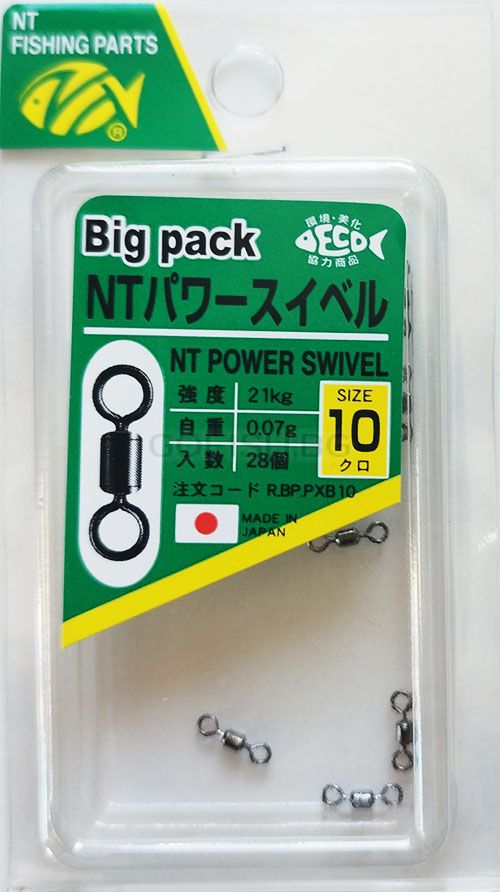 NT
FISHING PARTS
®
Big pack
環境・美化
ECO
協力商品
NTパワースイベル
NT POWER SWIVEL
強度 21kg
自重 0.07g
入数 28個
SIZE
10
クロ
注文コード R.BP.PXB10
MADE IN
JAPAN